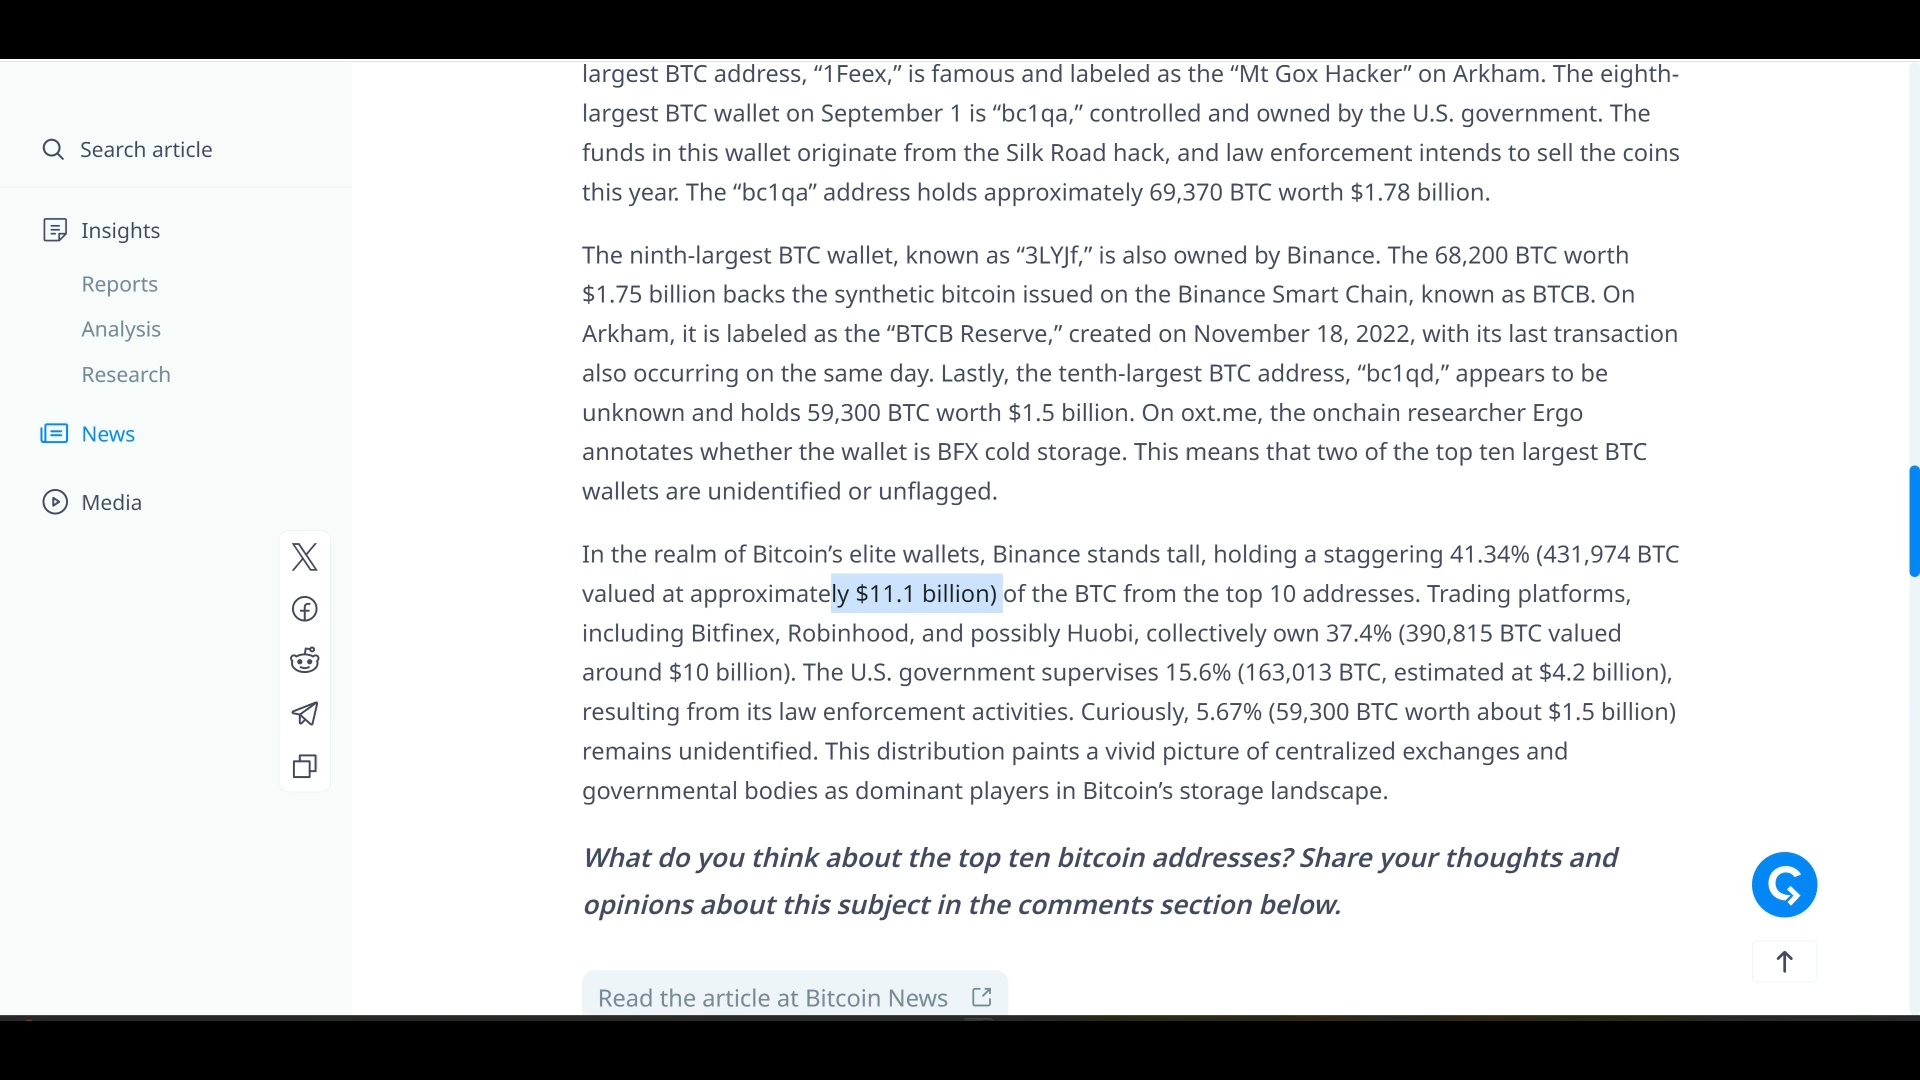 largest BTC address, “1Feex,” is famous and labeled as the “Mt Gox Hacker” on Arkham. The eighth-
largest BTC wallet on September 1 is “bc1qa,” controlled and owned by the U.S. government. The
funds in this wallet originate from the Silk Road hack, and law enforcement intends to sell the coins
this year. The “bc1qa” address holds approximately 69,370 BTC worth $1.78 billion.
Search article
Insights
Reports
Analysis
Research
News
Media
The ninth-largest BTC wallet, known as “3LYJf,” is also owned by Binance. The 68,200 BTC worth
$1.75 billion backs the synthetic bitcoin issued on the Binance Smart Chain, known as BTCB. On
Arkham, it is labeled as the “BTCB Reserve,” created on November 18, 2022, with its last transaction
also occurring on the same day. Lastly, the tenth-largest BTC address, “bc1qd,” appears to be
unknown and holds 59,300 BTC worth $1.5 billion. On oxt.me, the onchain researcher Ergo
annotates whether the wallet is BFX cold storage. This means that two of the top ten largest BTC
wallets are unidentified or unflagged.
In the realm of Bitcoin’s elite wallets, Binance stands tall, holding a staggering 41.34% (431,974 BTC
valued at approximately $11.1 billion) of the BTC from the top 10 addresses. Trading platforms,
including Bitfinex, Robinhood, and possibly Huobi, collectively own 37.4% (390,815 BTC valued
around $10 billion). The U.S. government supervises 15.6% (163,013 BTC, estimated at $4.2 billion),
resulting from its law enforcement activities. Curiously, 5.67% (59,300 BTC worth about $1.5 billion)
remains unidentified. This distribution paints a vivid picture of centralized exchanges and
governmental bodies as dominant players in Bitcoin’s storage landscape.
What do you think about the top ten bitcoin addresses? Share your thoughts and
opinions about this subject in the comments section below.
Read the article at Bitcoin News